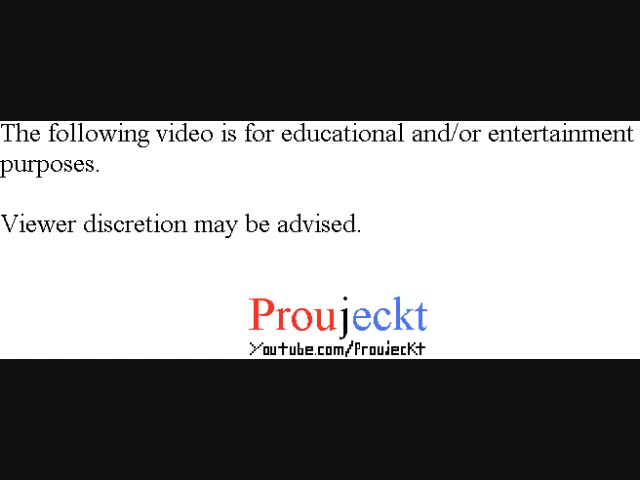 The following video is for educational and/or entertainment
purposes.
Viewer discretion may be advised.
Proujeckt
Youtube.com/ProujecKt